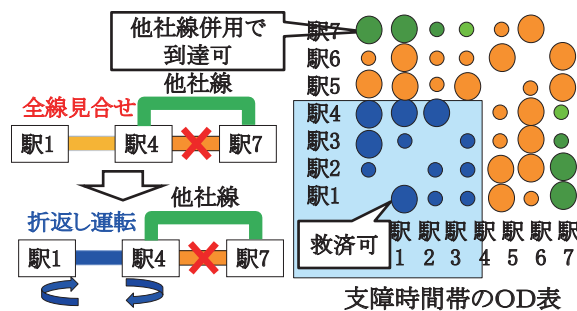 他社線併用で
到達可
他社線
全線見合せ
駅1
駅4
駅7
他社線
折返し運転
駅1
駅4
駅7
駅7
駅6
駅5
駅4
駅3
駅2
駅1
救済可
駅1
駅2
駅3
駅4
駅5
駅6
駅7
支障時間帯のOD表